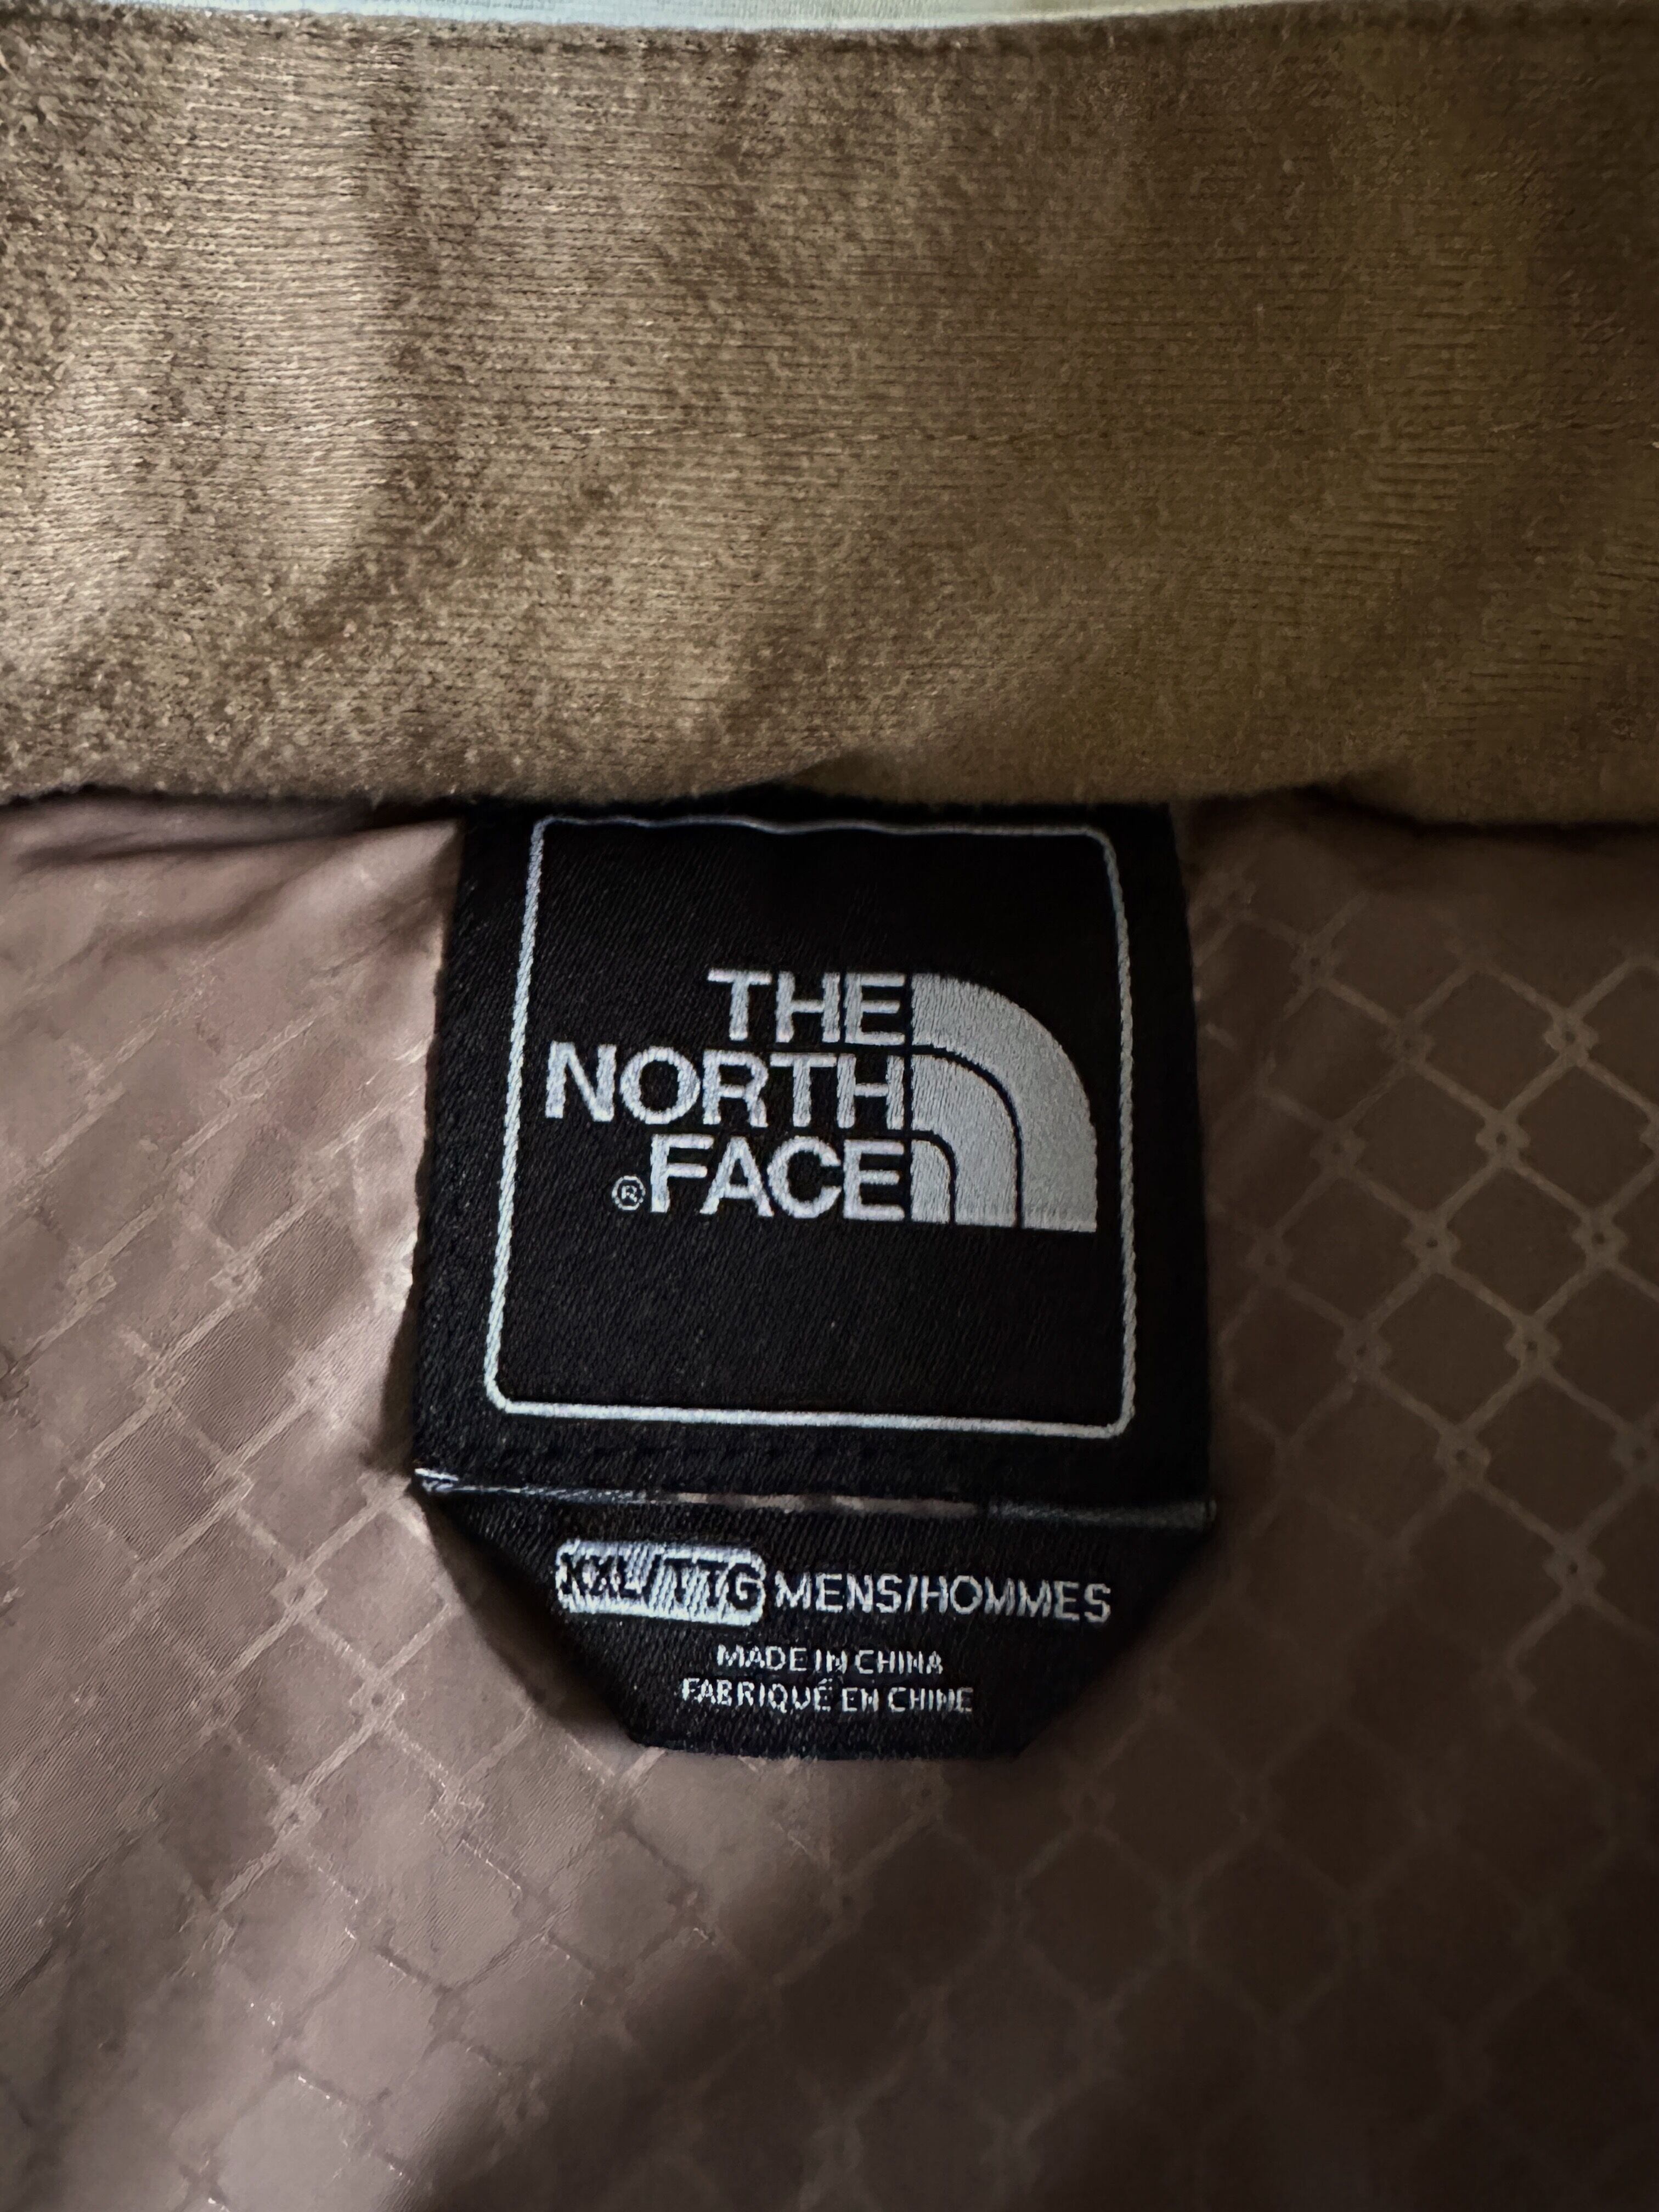 THE
NORTH
®FACE
XXL/TTG MENS/HOMMES
MADE IN CHINA
FABRIQUÉ EN CHINE